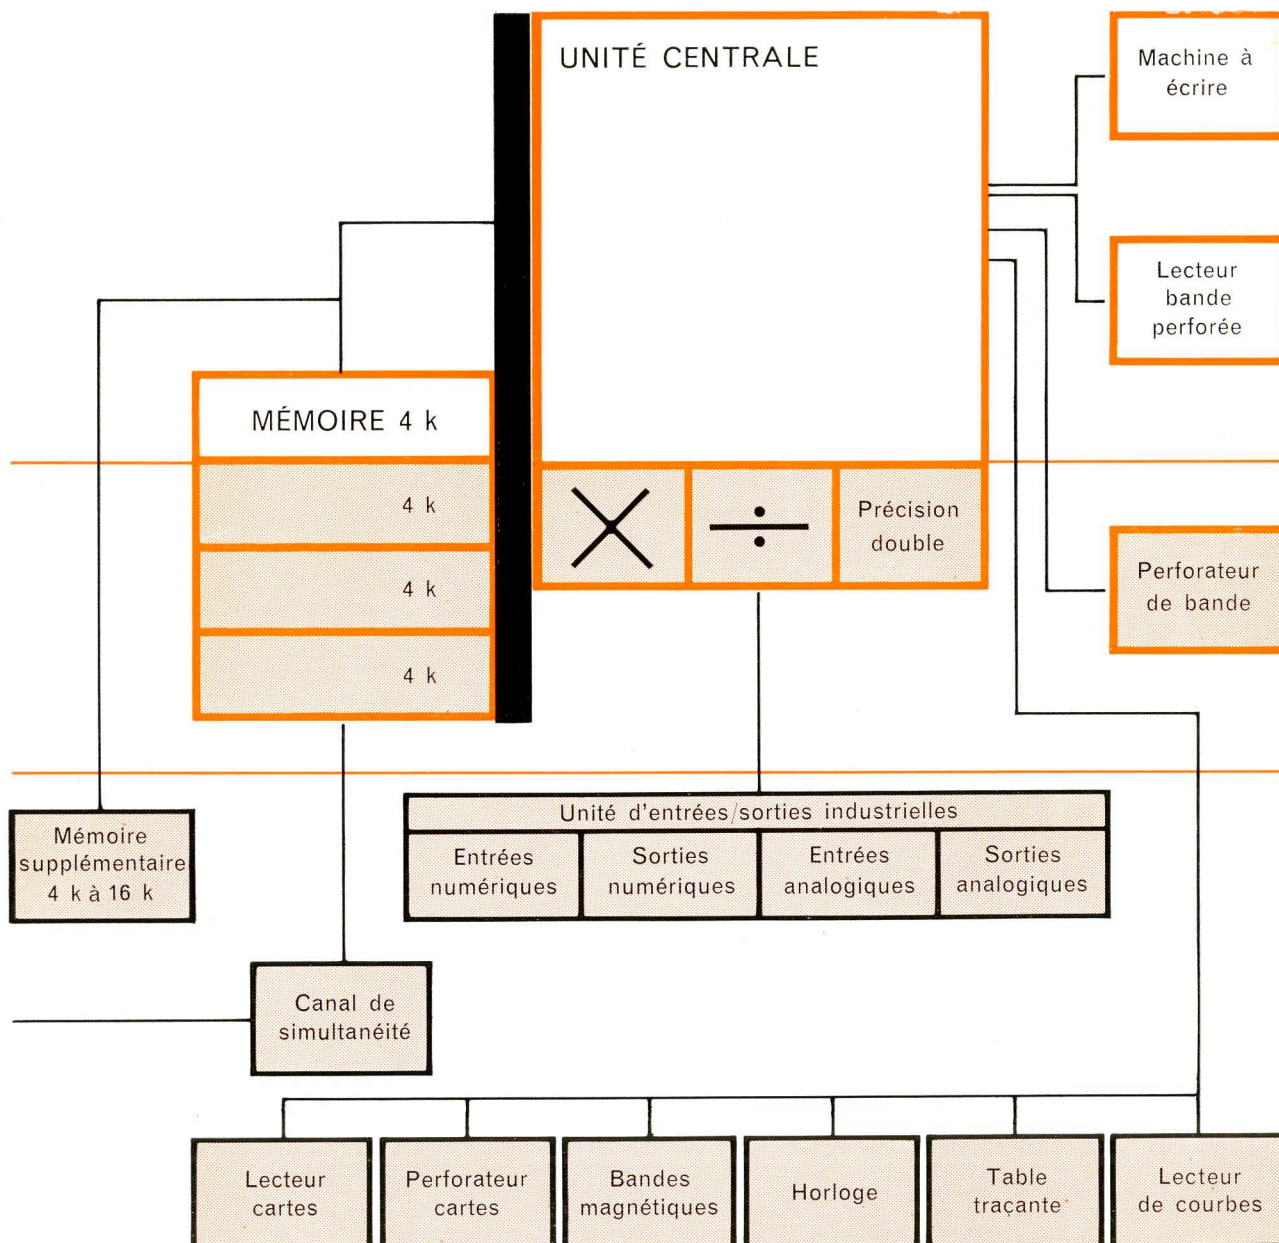 UNITÉ CENTRALE
Machine à
écrire
Lecteur
bande
perforée
MÉMOIRE 4 k
4 k
4 k
4 k
Précision
double
Perforateur
de bande
Unité d'entrées/sorties industrielles
Entrées
numériques
Sorties
numériques
Entrées
analogiques
Sorties
analogiques
Mémoire
supplémentaire
4 k à 16 k
Canal de
simultanéité
Lecteur
cartes
Perforateur
cartes
Bandes
magnétiques
Horloge
Table
traçante
Lecteur
de courbes